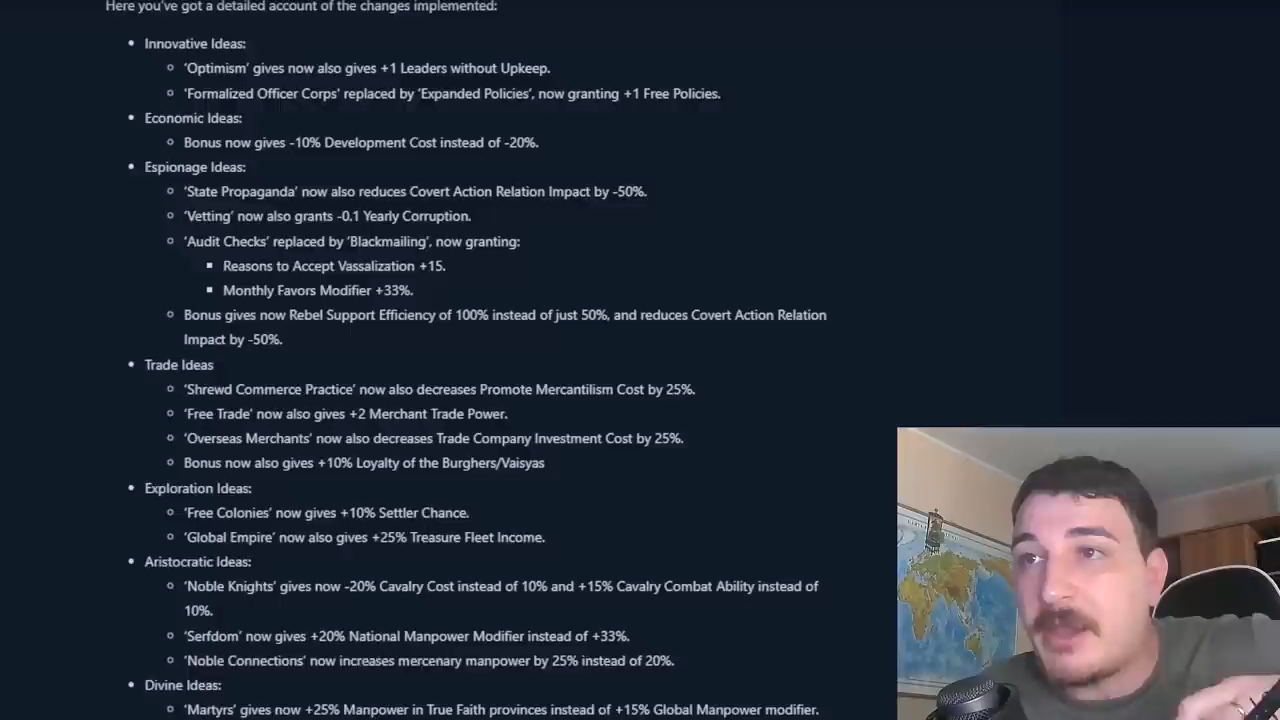 Here you've got a detailed account of the changes implemented:
• Innovative Ideas:
‘Optimism’ gives now also gives +1 Leaders without Upkeep.
‘Formalized Officer Corps’ replaced by ‘Expanded Policies’, now granting +1 Free Policies.
• Economic Ideas:
Bonus now gives -10% Development Cost instead of -20%.
• Espionage Ideas:
‘State Propaganda’ now also reduces Covert Action Relation Impact by -50%.
‘Vetting’ now also grants -0.1 Yearly Corruption.
‘Audit Checks’ replaced by ‘Blackmailing’, now granting:
Reasons to Accept Vassalization +15.
Monthly Favors Modifier +33%.
Bonus gives now Rebel Support Efficiency of 100% instead of just 50%, and reduces Covert Action Relation
Impact by -50%.
• Trade Ideas
‘Shrewd Commerce Practice’ now also decreases Promote Mercantilism Cost by 25%.
‘Free Trade’ now also gives +2 Merchant Trade Power.
‘Overseas Merchants’ now also decreases Trade Company Investment Cost by 25%.
Bonus now also gives +10% Loyalty of the Burghers/Vaisyas
• Exploration Ideas:
‘Free Colonies’ now gives +10% Settler Chance.
‘Global Empire’ now also gives +25% Treasure Fleet Income.
• Aristocratic Ideas:
‘Noble Knights’ gives now -20% Cavalry Cost instead of 10% and +15% Cavalry Combat Ability instead of
10%.
‘Serfdom’ now gives +20% National Manpower Modifier instead of +33%.
‘Noble Connections’ now increases mercenary manpower by 25% instead of 20%.
• Divine Ideas:
‘Martyrs’ gives now +25% Manpower in True Faith provinces instead of +15% Global Manpower modifier.